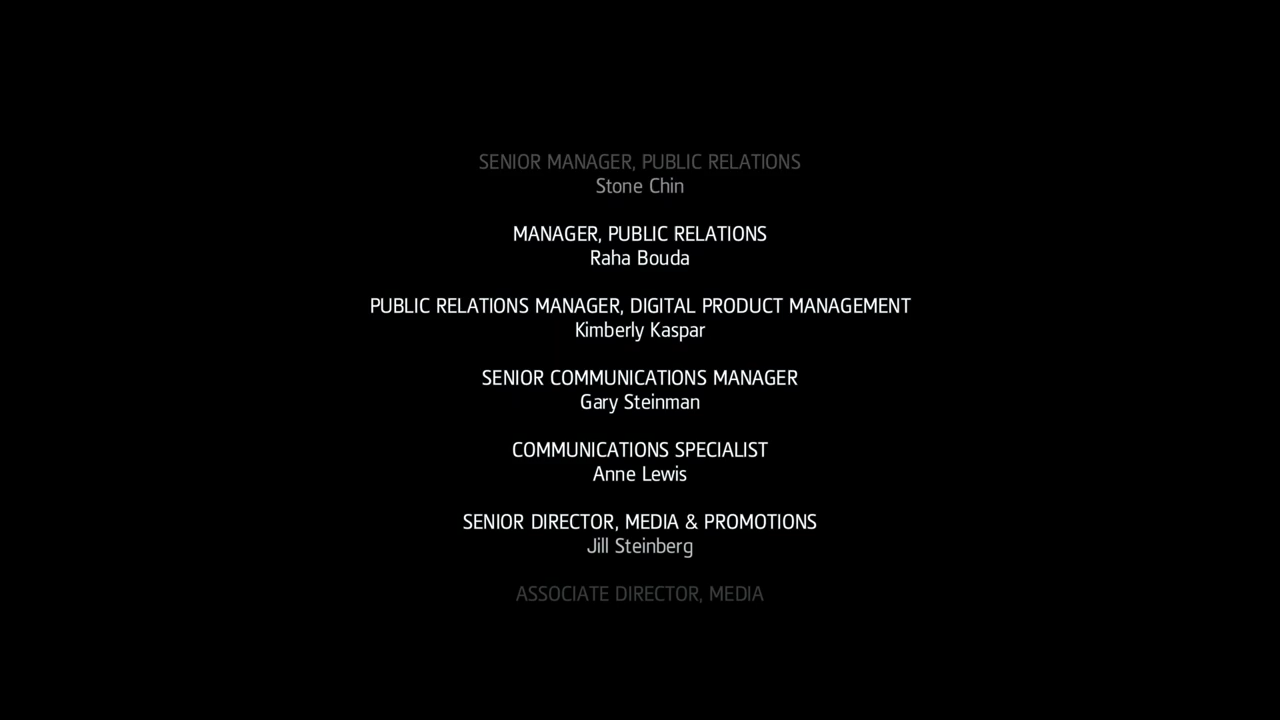 SENIOR MANAGER, PUBLIC RELATIONS
Stone Chin
MANAGER, PUBLIC RELATIONS
Raha Bouda
PUBLIC RELATIONS MANAGER, DIGITAL PRODUCT MANAGEMENT
Kimberly Kaspar
SENIOR COMMUNICATIONS MANAGER
Gary Steinman
COMMUNICATIONS SPECIALIST
Anne Lewis
SENIOR DIRECTOR, MEDIA & PROMOTIONS
Jill Steinberg
ASSOCIATE DIRECTOR, MEDIA